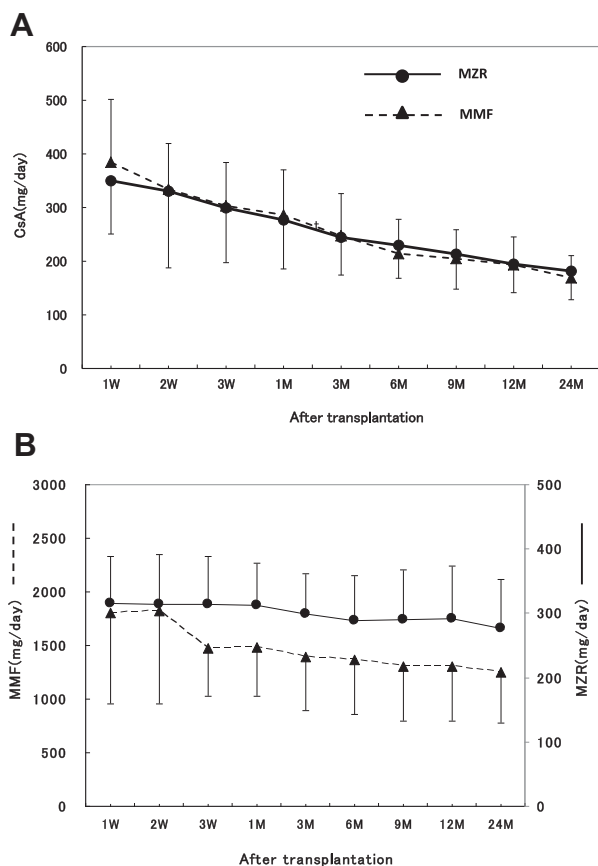 A
600
500
400
300
200
100
0
CsA(mg/day)
MZR
MMF
1W 2W 3W 1M 3M 6M 9M 12M 24M
After transplantation
B
3000
2500
2000
1500
1000
500
0
MMF(mg/day)
500
400
300
200
100
0
MZR(mg/day)
1W 2W 3W 1M 3M 6M 9M 12M 24M
After transplantation